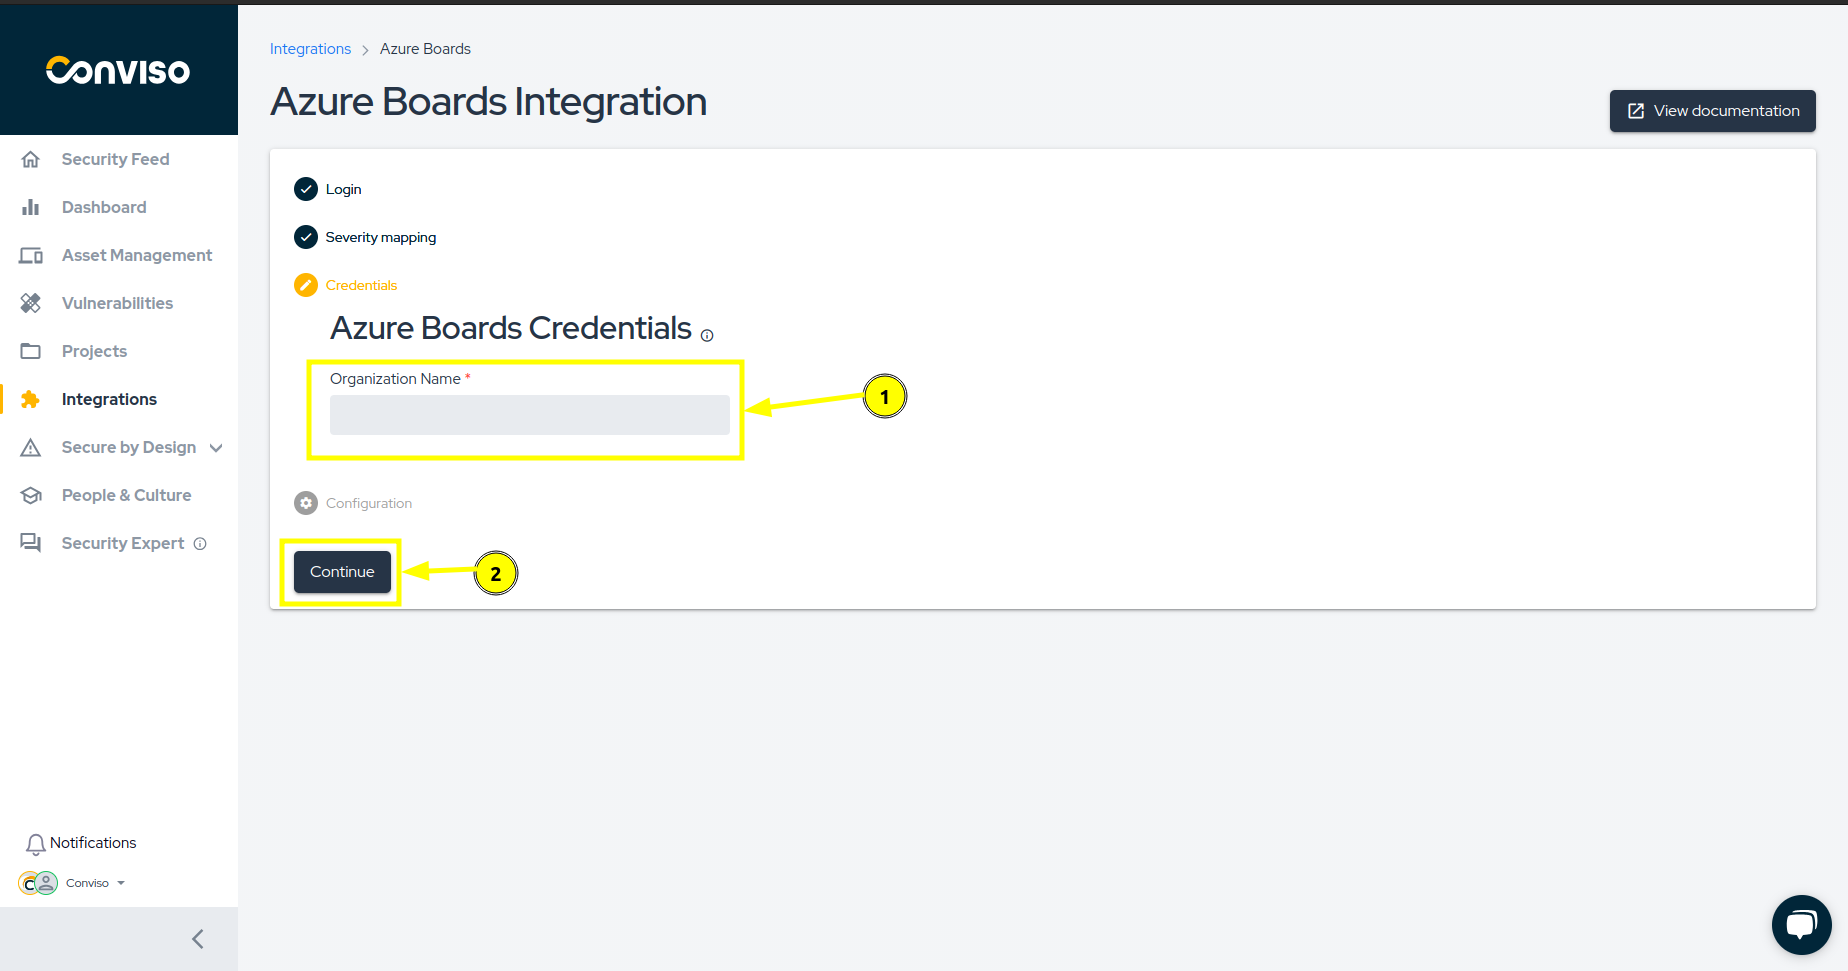 Conviso
Integrations > Azure Boards
Azure Boards Integration
View documentation
Security Feed
Dashboard
Asset Management
Vulnerabilities
Projects
Integrations
Secure by Design
People & Culture
Security Expert
Login
Severity mapping
Credentials
Azure Boards Credentials
Organization Name *
1
Configuration
Continue
2
Notifications
Conviso